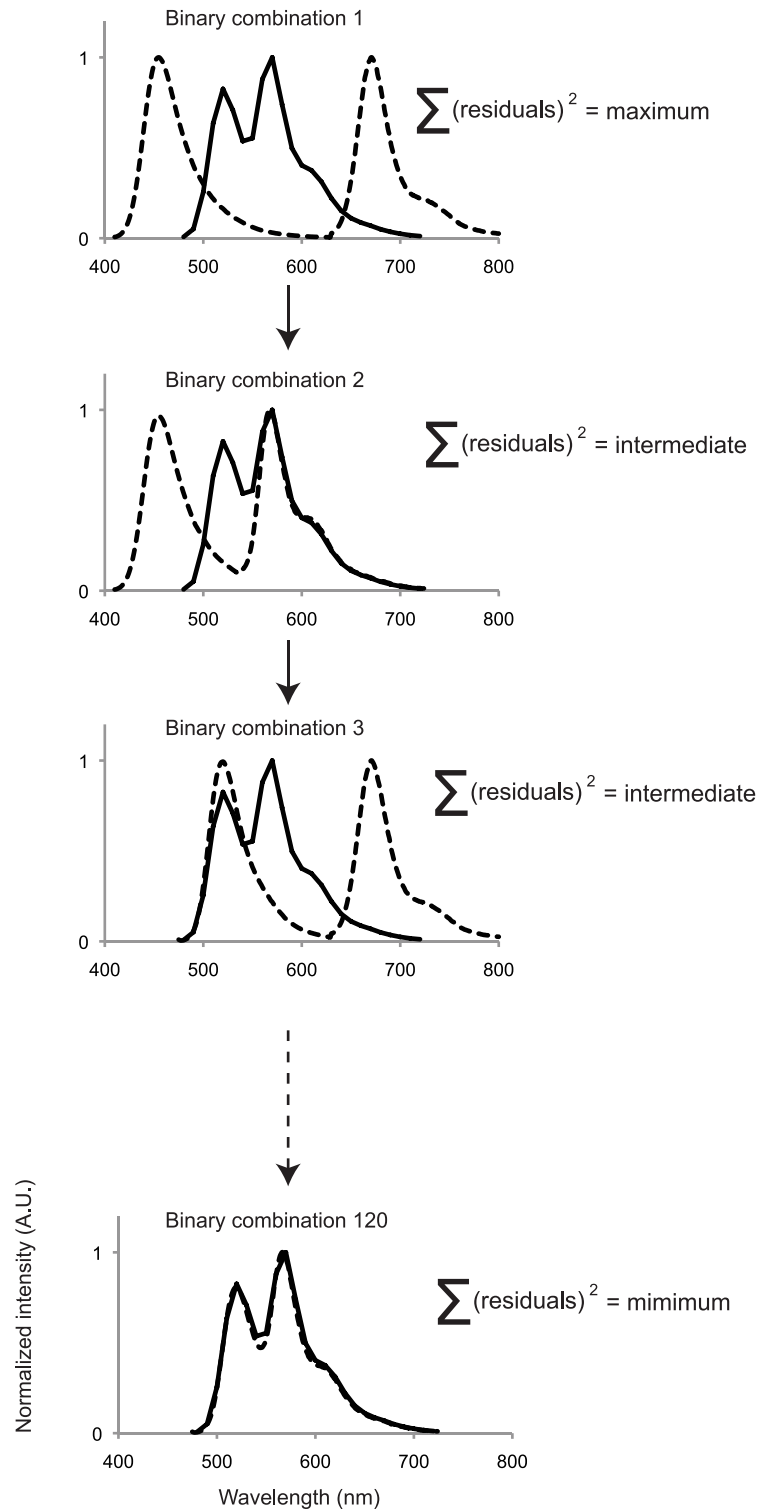 Binary combination 1
1
∑(residuals)² = maximum
0
400 500 600 700 800
Binary combination 2
1
∑(residuals)² = intermediate
0
400 500 600 700 800
Binary combination 3
1
∑(residuals)² = intermediate
0
400 500 600 700 800
Binary combination 120
1
∑(residuals)² = mimimum
Normalized intensity (A.U.)
0
400 500 600 700 800
Wavelength (nm)